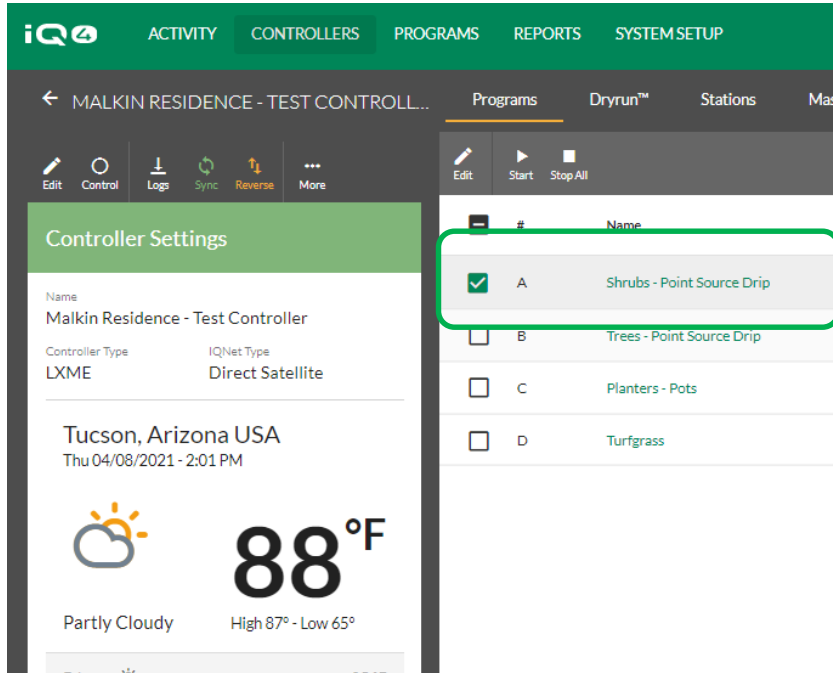 iQ4 ACTIVITY CONTROLLERS PROGRAMS REPORTS SYSTEM SETUP
MALKIN RESIDENCE - TEST CONTROLL...
Programs Dryrun™ Stations Mas
Edit Control Logs Sync Reverse More
Edit Start Stop All
Controller Settings
# Name
Name
Malkin Residence - Test Controller
A Shrubs - Point Source Drip
Controller Type IQNet Type
LXME Direct Satellite
B Trees - Point Source Drip
C Planters - Pots
D Turfgrass
Tucson, Arizona USA
Thu 04/08/2021 - 2:01 PM
88°F
Partly Cloudy High 87° - Low 65°